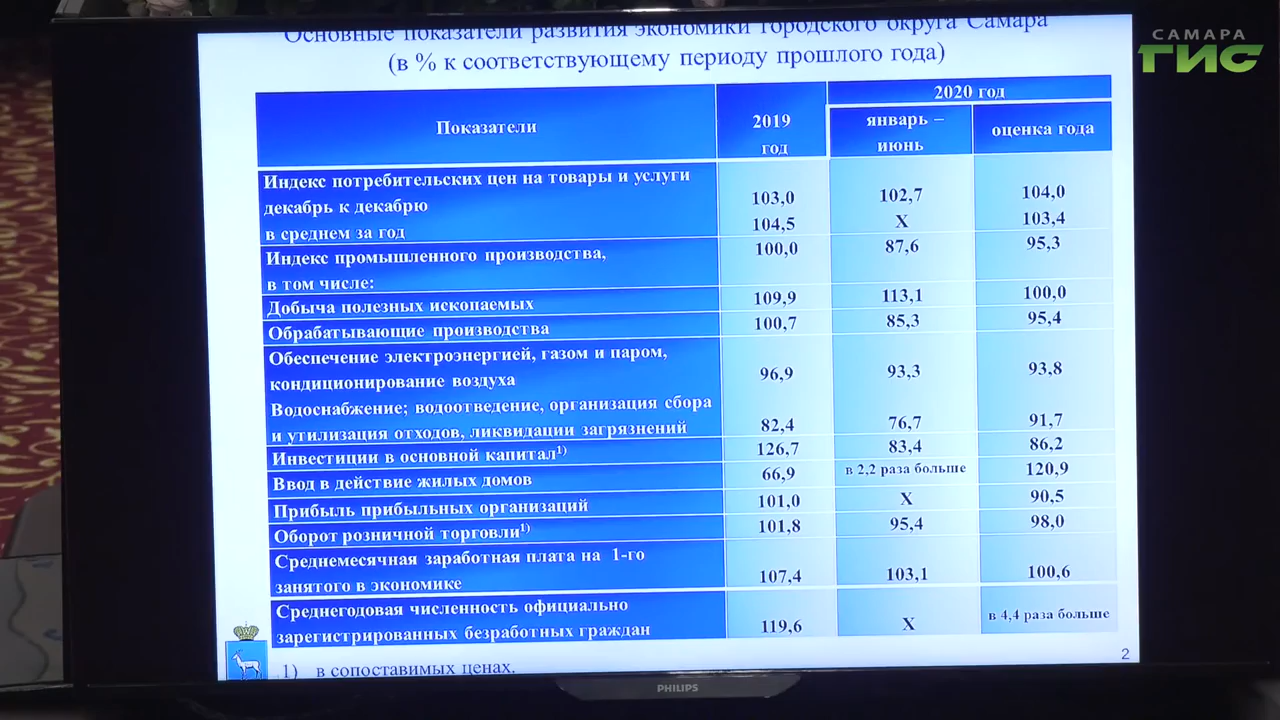 Основные показатели развития экономики городского округа Самара
(в % к соответствующему периоду прошлого года)
САМАРА
ГИС
Показатели
2019 год
2020 год
январь – июнь
оценка года
Индекс потребительских цен на товары и услуги
декабрь к декабрю 103,0 102,7 104,0
в среднем за год 104,5 X 103,4
Индекс промышленного производства, 100,0 87,6 95,3
в том числе:
Добыча полезных ископаемых 109,9 113,1 100,0
Обрабатывающие производства 100,7 85,3 95,4
Обеспечение электроэнергией, газом и паром,
кондиционирование воздуха 96,9 93,3 93,8
Водоснабжение; водоотведение, организация сбора
и утилизация отходов, ликвидации загрязнений 82,4 76,7 91,7
Инвестиции в основной капитал1) 126,7 83,4 86,2
Ввод в действие жилых домов 66,9 в 2,2 раза больше 120,9
Прибыль прибыльных организаций 101,0 X 90,5
Оборот розничной торговли1) 101,8 95,4 98,0
Среднемесячная заработная плата на 1-го
занятого в экономике 107,4 103,1 100,6
Среднегодовая численность официально
зарегистрированных безработных граждан 119,6 X в 4,4 раза больше
1) в сопоставимых ценах.
2
PHILIPS